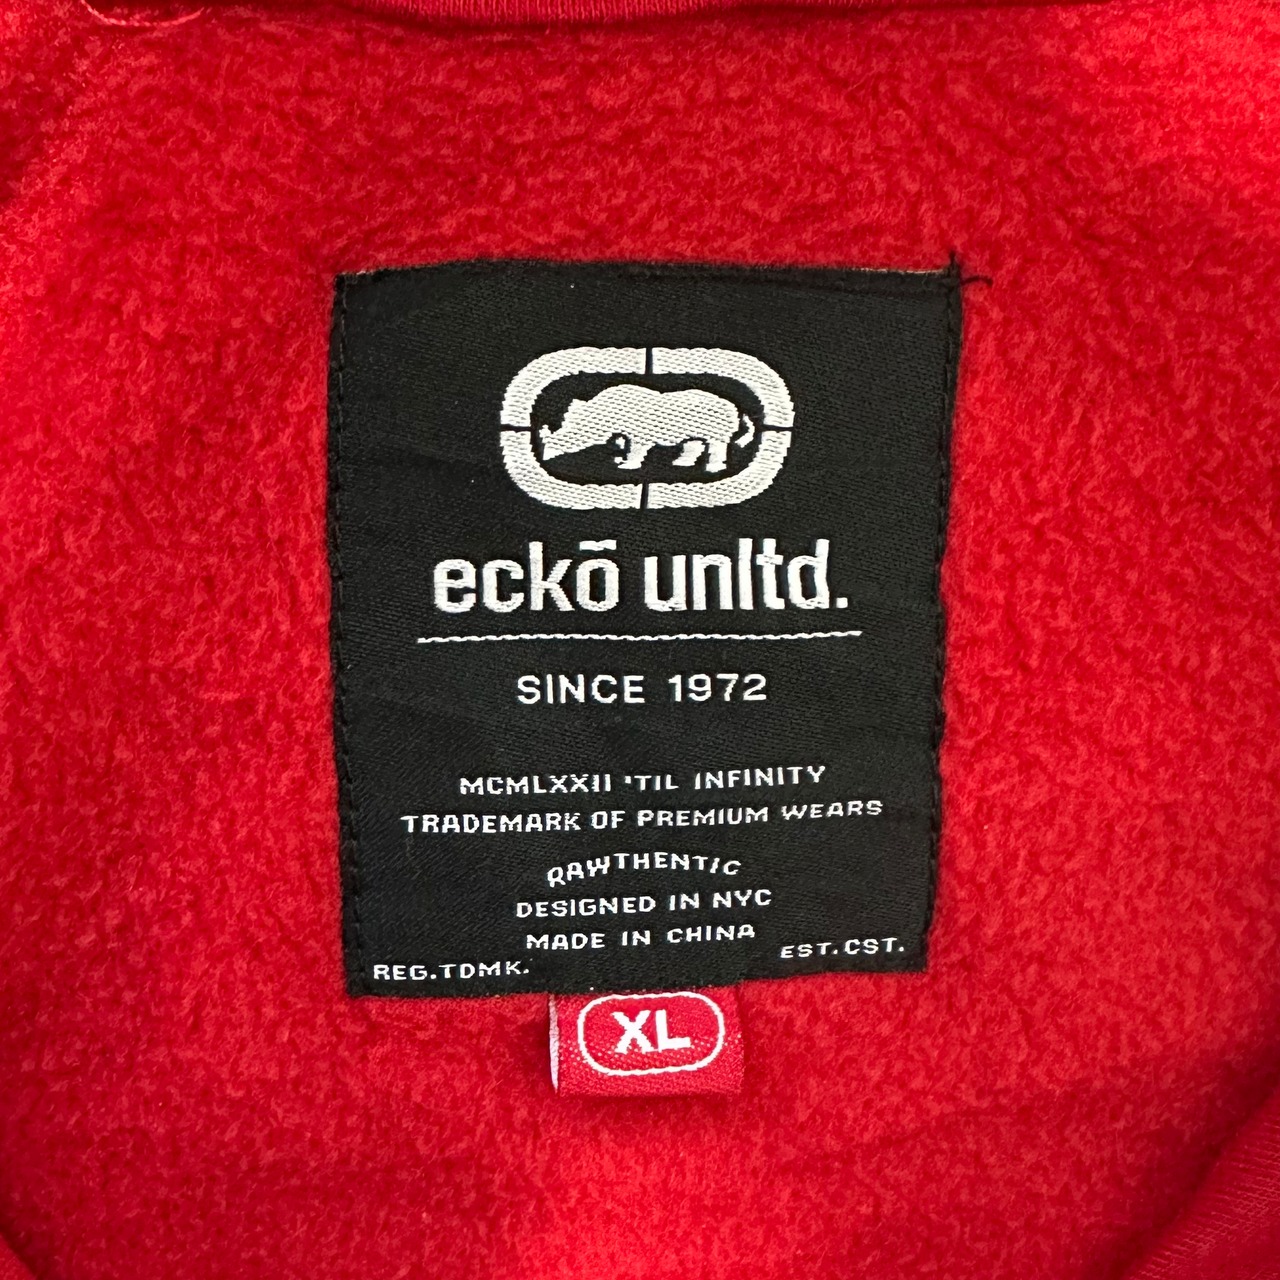 eckō unltd.
SINCE 1972
MCMLXXII 'TIL INFINITY
TRADEMARK OF PREMIUM WEARS
RAWTHENTIC
DESIGNED IN NYC
MADE IN CHINA
REG.TDMK. EST.CST.
XL